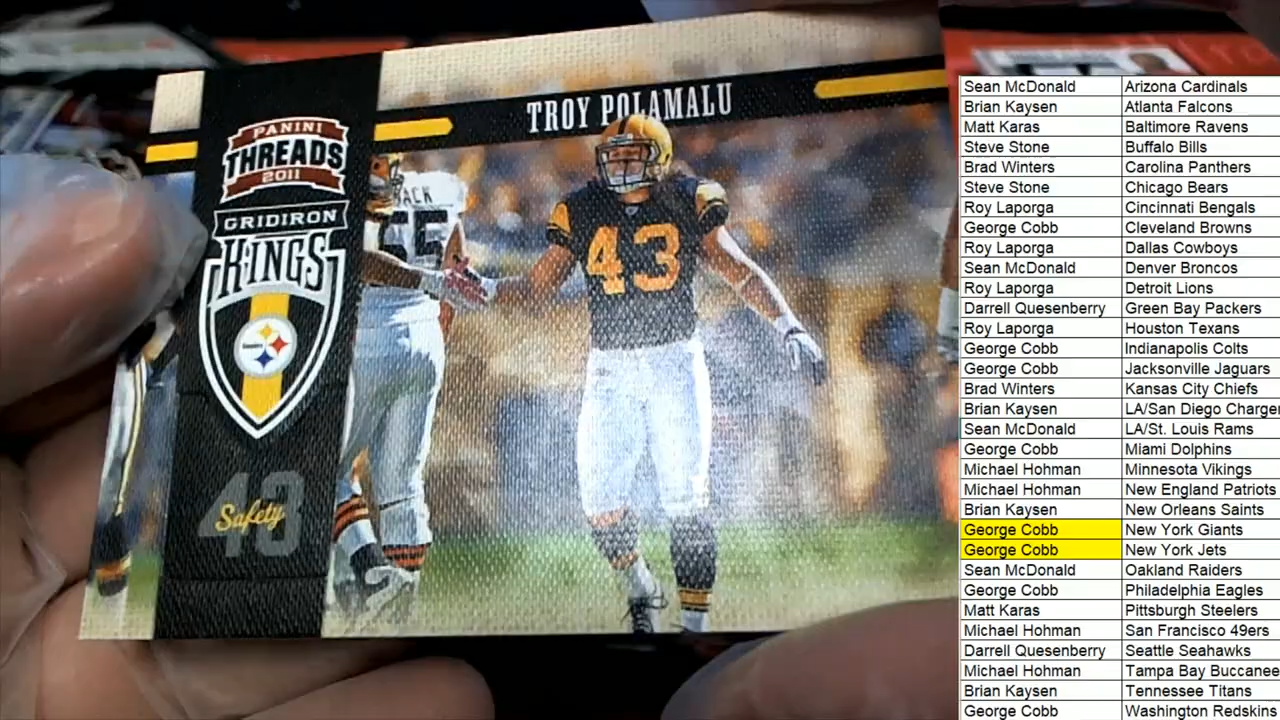 TROY POLAMALU
PANINI
THREADS
2011
GRIDIRON
KINGS
Steelers
43
Safety
43
55
Sean McDonald Arizona Cardinals
Brian Kaysen Atlanta Falcons
Matt Karas Baltimore Ravens
Steve Stone Buffalo Bills
Brad Winters Carolina Panthers
Steve Stone Chicago Bears
Roy Laporga Cincinnati Bengals
George Cobb Cleveland Browns
Roy Laporga Dallas Cowboys
Sean McDonald Denver Broncos
Roy Laporga Detroit Lions
Darrell Quesenberry Green Bay Packers
Roy Laporga Houston Texans
George Cobb Indianapolis Colts
George Cobb Jacksonville Jaguars
Brad Winters Kansas City Chiefs
Brian Kaysen LA/San Diego Charger
Sean McDonald LA/St. Louis Rams
George Cobb Miami Dolphins
Michael Hohman Minnesota Vikings
Michael Hohman New England Patriots
Brian Kaysen New Orleans Saints
George Cobb New York Giants
George Cobb New York Jets
Sean McDonald Oakland Raiders
George Cobb Philadelphia Eagles
Matt Karas Pittsburgh Steelers
Michael Hohman San Francisco 49ers
Darrell Quesenberry Seattle Seahawks
Michael Hohman Tampa Bay Buccanee
Brian Kaysen Tennessee Titans
George Cobb Washington Redskins